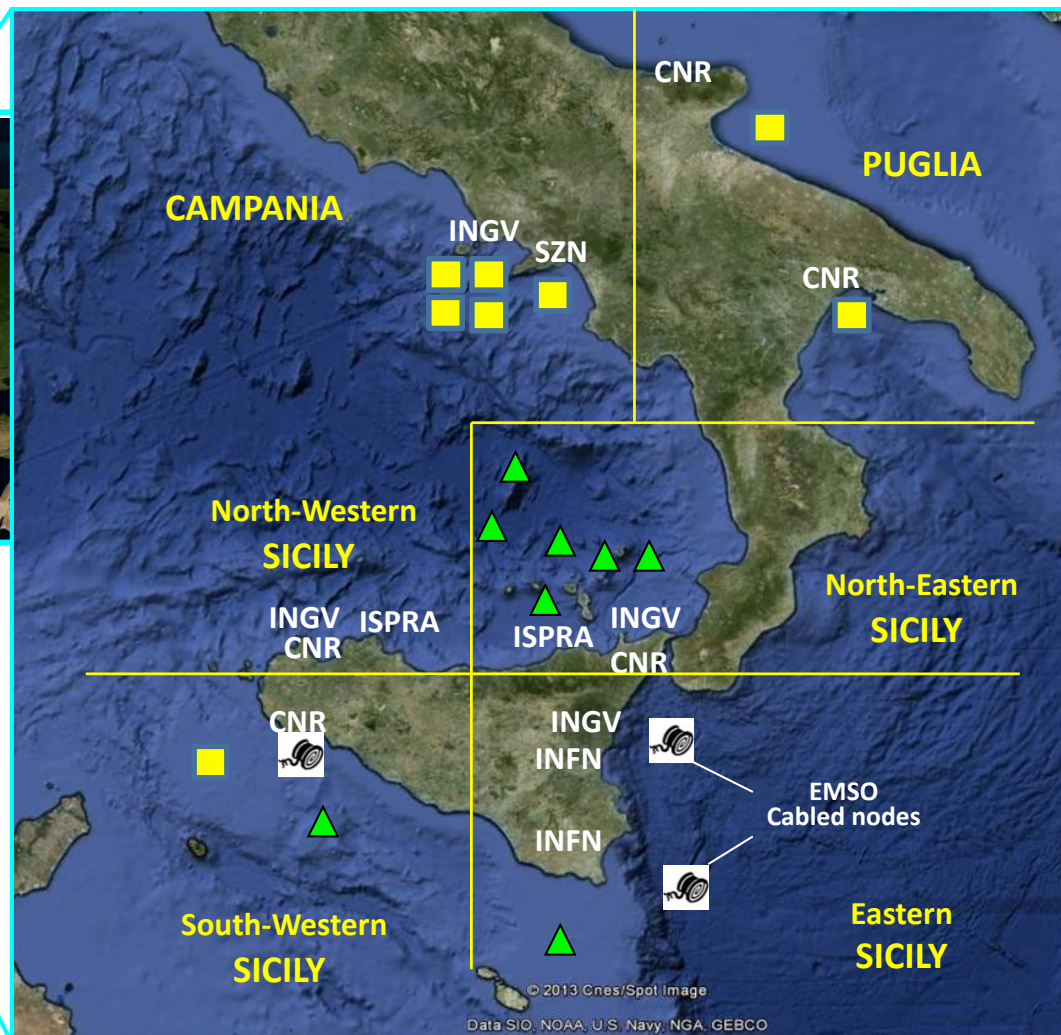 CNR
PUGLIA
CAMPANIA
INGV
SZN
CNR
North-Western
SICILY
North-Eastern
SICILY
INGV
CNR
ISPRA
ISPRA
INGV
CNR
CNR
INGV
INFN
EMSO
Cabled nodes
INFN
South-Western
SICILY
Eastern
SICILY
© 2013 Cnes/Spot Image
Data SIO, NOAA, U.S. Navy, NGA, GEBCO